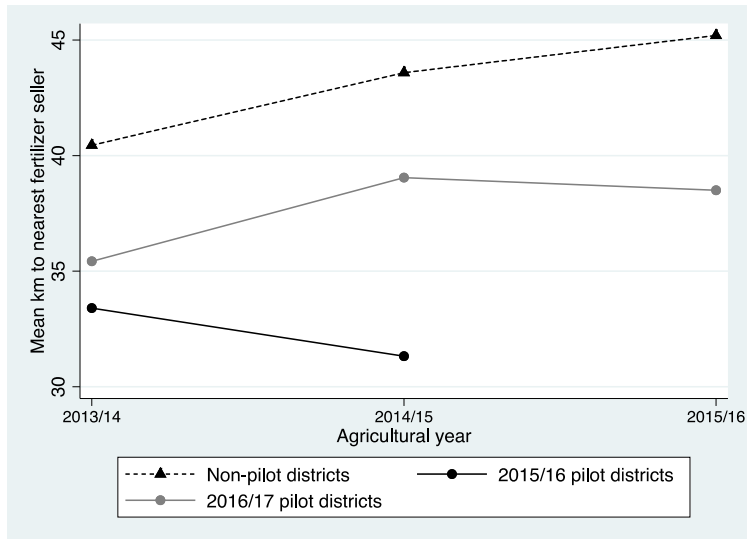 Mean km to nearest fertilizer seller
45
40
35
30
2013/14
2014/15
2015/16
Agricultural year
Non-pilot districts
2015/16 pilot districts
2016/17 pilot districts